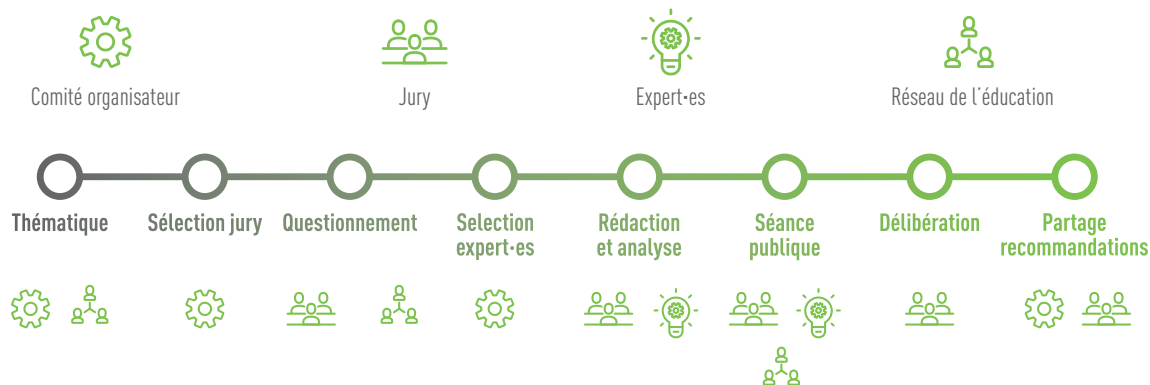 Comité organisateur
Jury
Expert·es
Réseau de l'éducation
Thématique
Sélection jury
Questionnement
Selection
expert·es
Rédaction
et analyse
Séance
publique
Délibération
Partage
recommandations